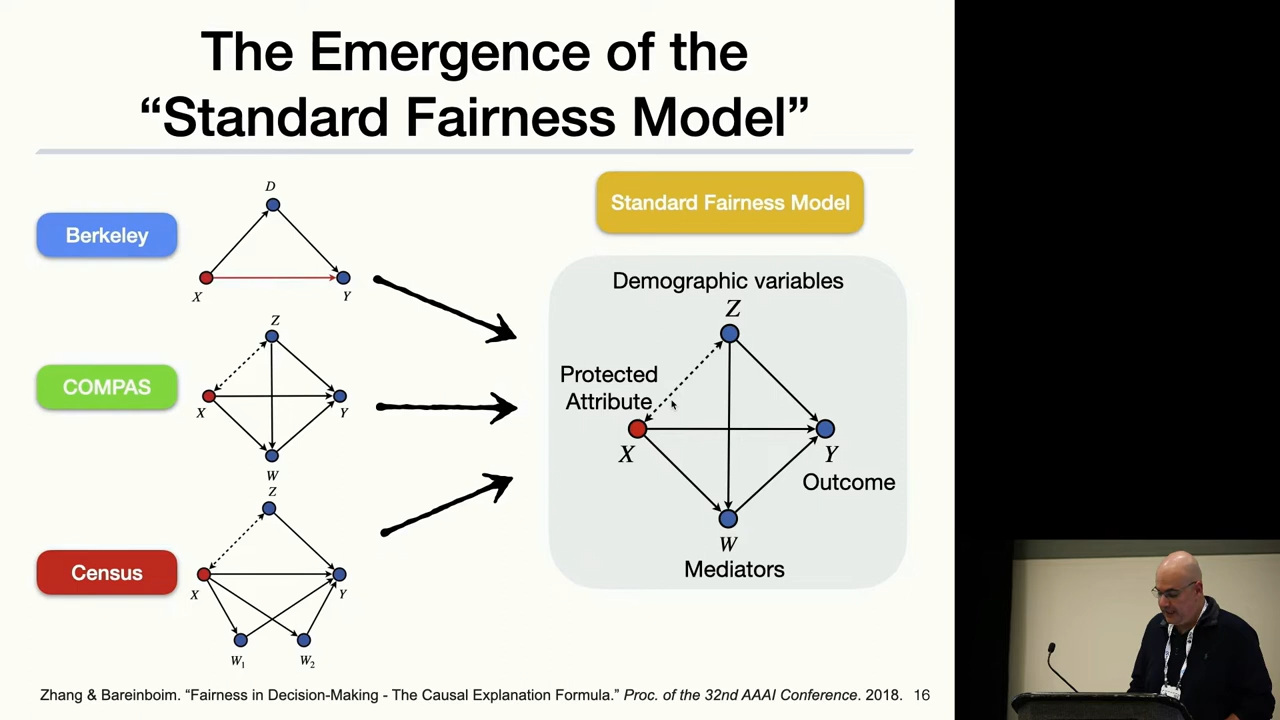 The Emergence of the
“Standard Fairness Model”
Berkeley
D
X
Y
COMPAS
Z
X
Y
W
Census
Z
X
Y
W₁
W₂
Standard Fairness Model
Demographic variables
Z
Protected
Attribute
X
Y
Outcome
W
Mediators
Zhang & Bareinboim. “Fairness in Decision-Making - The Causal Explanation Formula.” Proc. of the 32nd AAAI Conference. 2018. 16